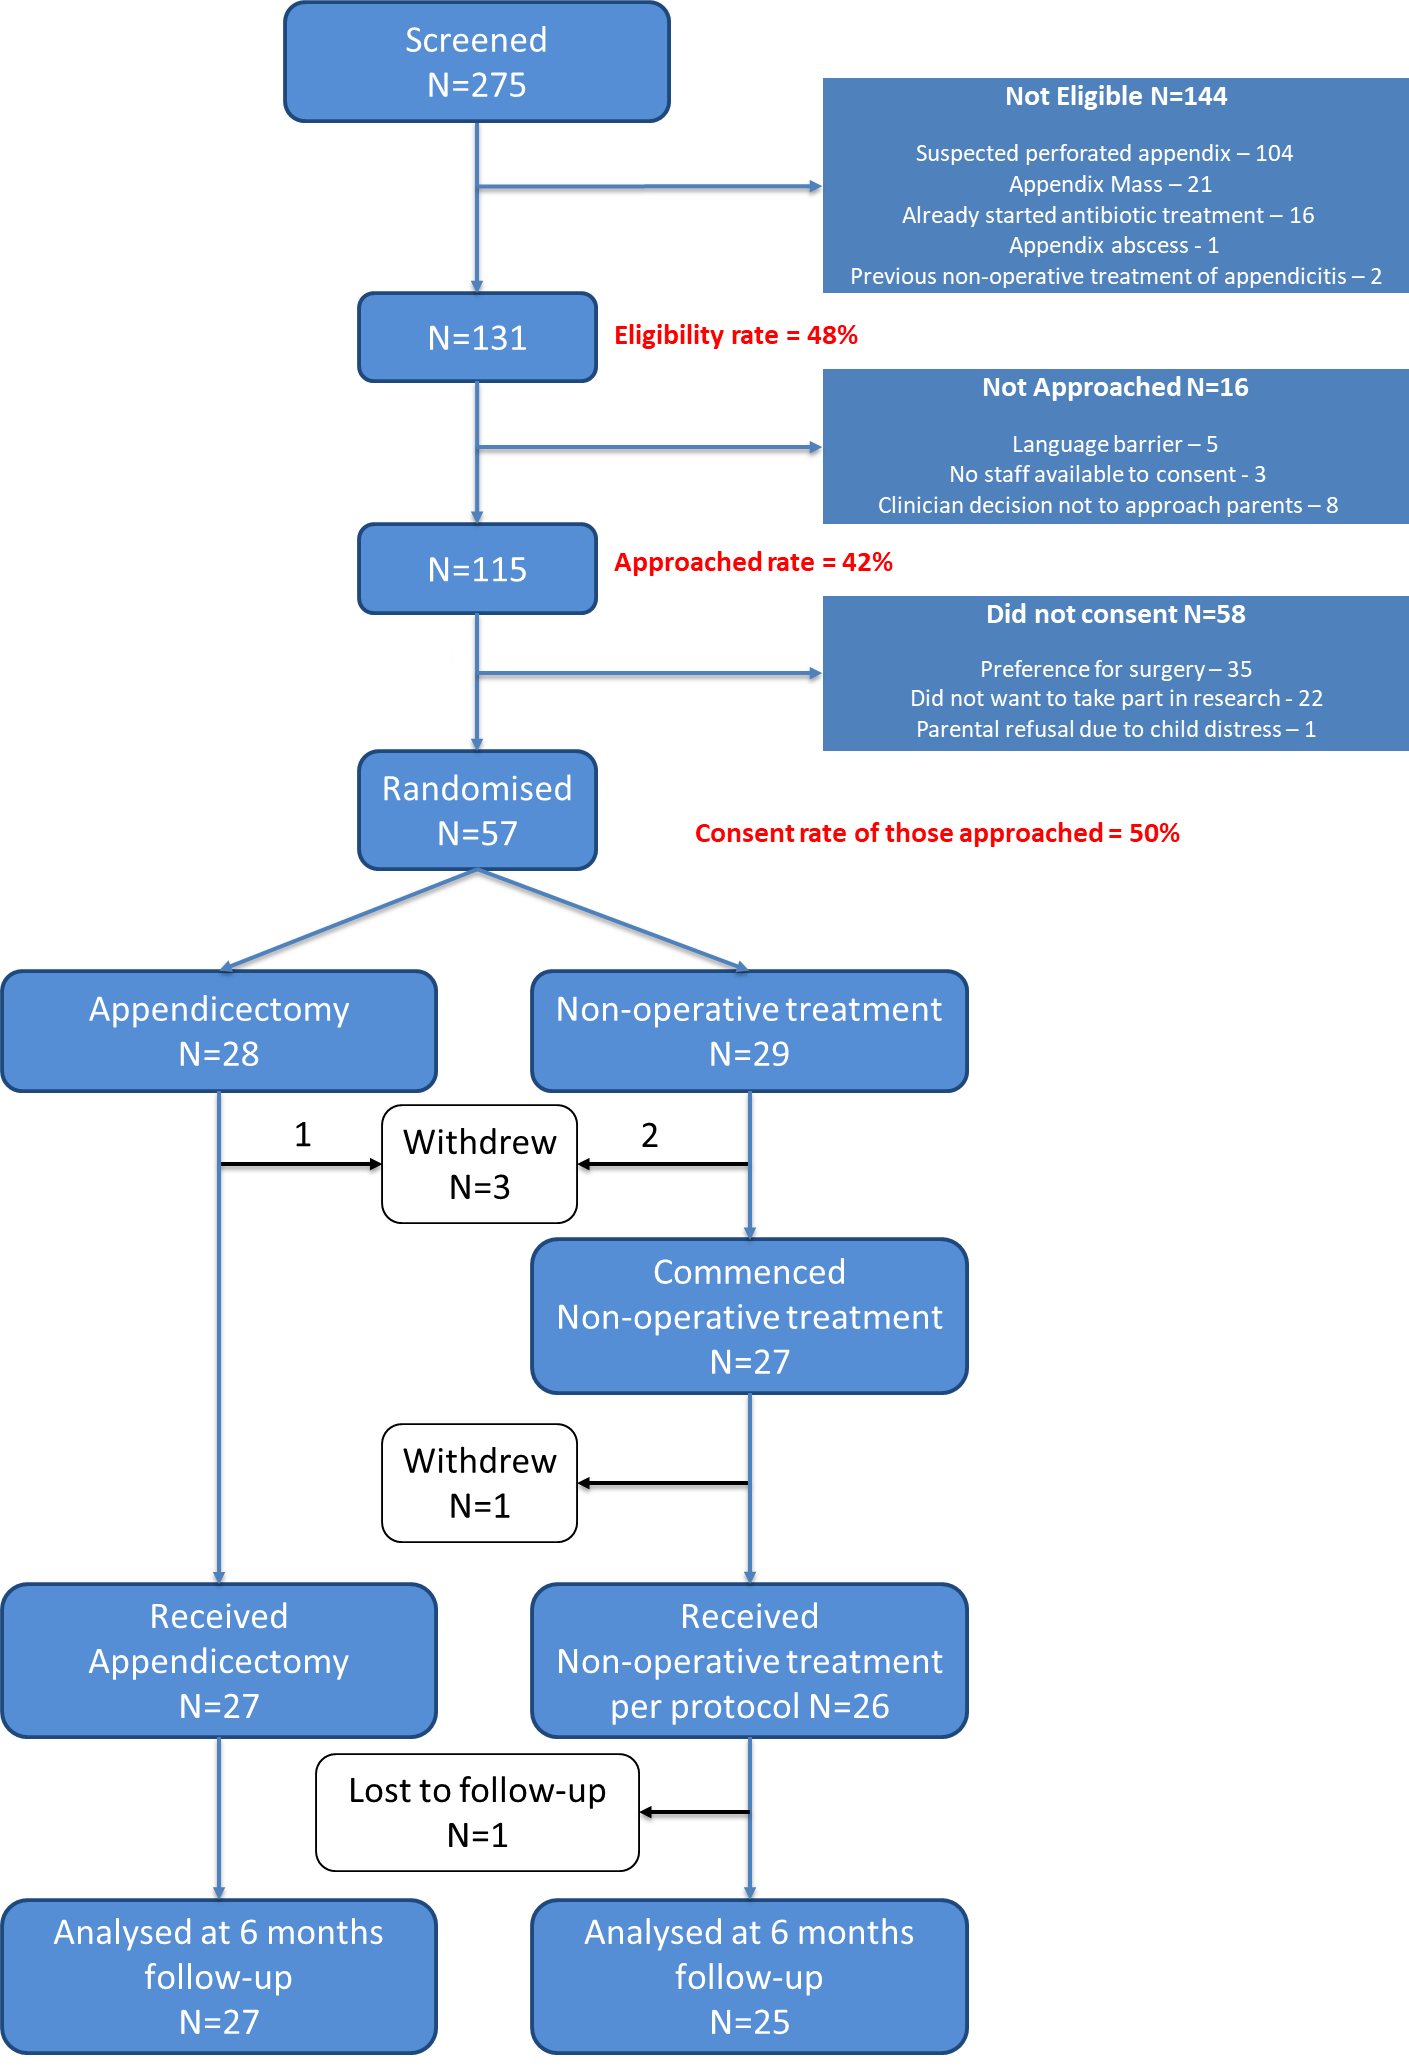 Screened
N=275
Not Eligible N=144
Suspected perforated appendix – 104
Appendix Mass – 21
Already started antibiotic treatment – 16
Appendix abscess - 1
Previous non-operative treatment of appendicitis – 2
N=131
Eligibility rate = 48%
Not Approached N=16
Language barrier – 5
No staff available to consent - 3
Clinician decision not to approach parents – 8
N=115
Approached rate = 42%
Did not consent N=58
Preference for surgery – 35
Did not want to take part in research - 22
Parental refusal due to child distress – 1
Randomised
N=57
Consent rate of those approached = 50%
Appendicectomy
N=28
Non-operative treatment
N=29
1
Withdrew
N=3
2
Commenced
Non-operative treatment
N=27
Withdrew
N=1
Received
Appendicectomy
N=27
Received
Non-operative treatment
per protocol N=26
Lost to follow-up
N=1
Analysed at 6 months
follow-up
N=27
Analysed at 6 months
follow-up
N=25